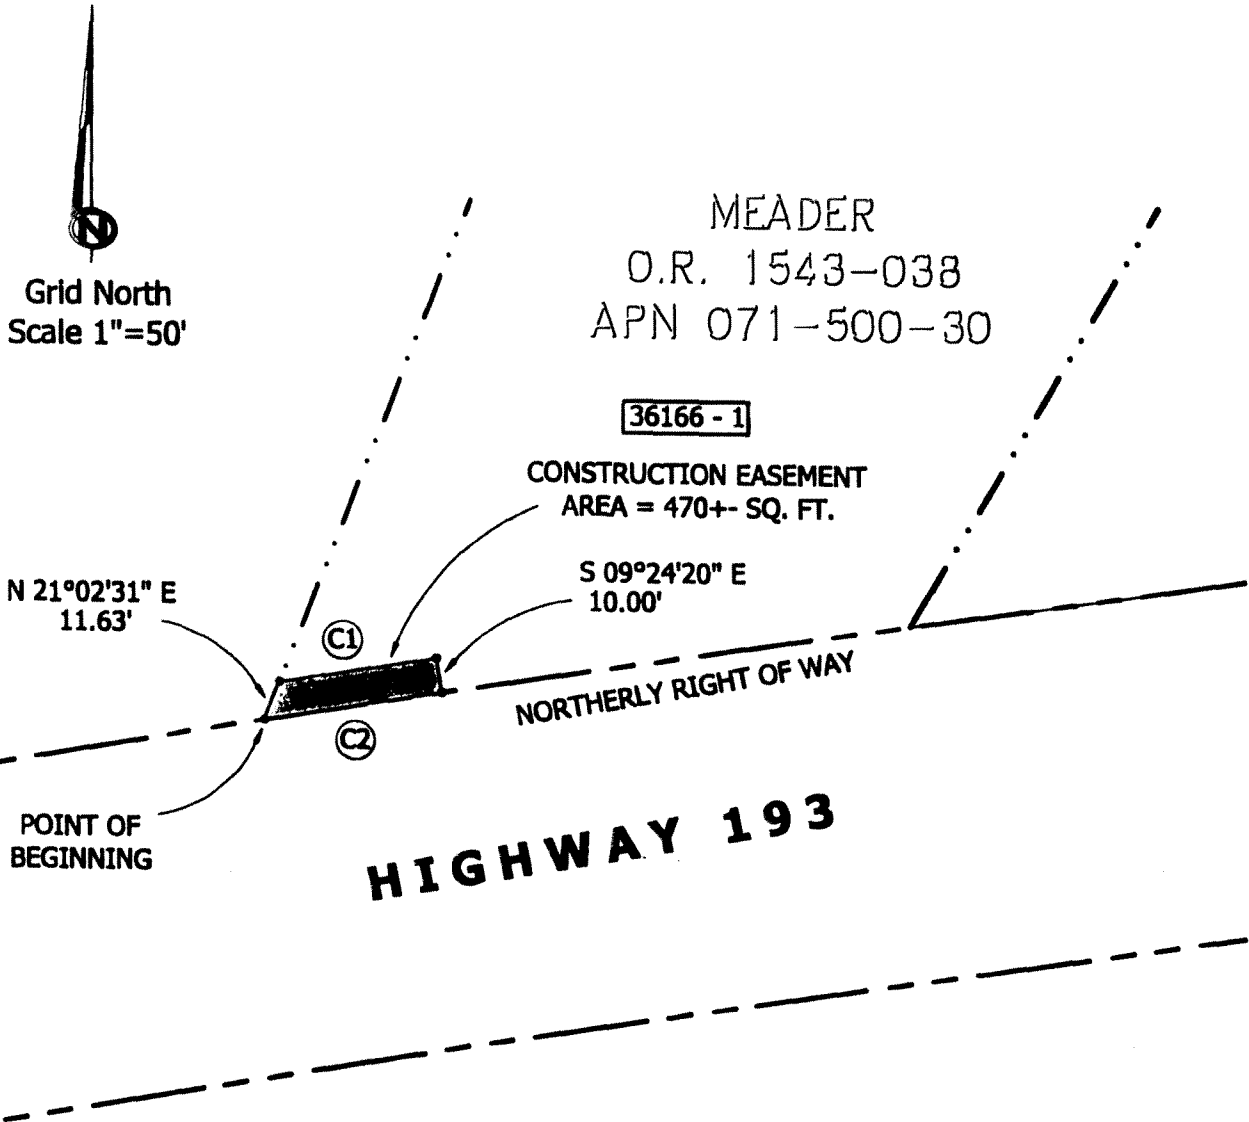 N
Grid North
Scale 1"=50'
MEADER
O.R. 1543-038
APN 071-500-30
36166 - 1
CONSTRUCTION EASEMENT
AREA = 470+- SQ. FT.
N 21°02'31" E
11.63'
S 09°24'20" E
10.00'
C1
C2
NORTHERLY RIGHT OF WAY
POINT OF
BEGINNING
HIGHWAY 193